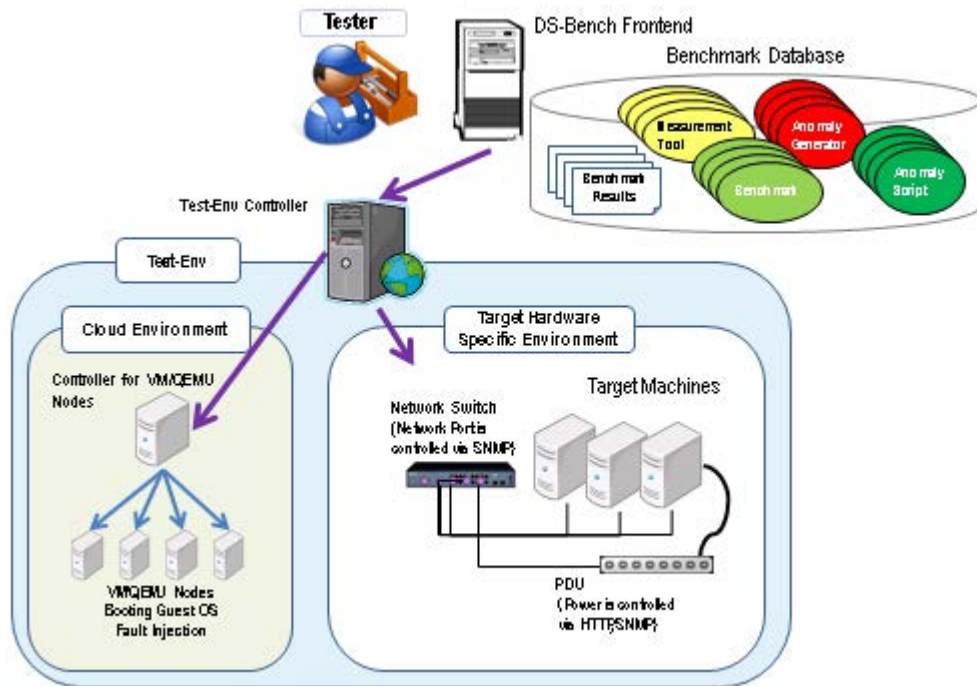 Tester
DS-Bench Frontend
Benchmark Database
Measurement
Tool
Anomaly
Generator
Benchmark
Results
Benchmark
Anomaly
Script
Test-Env Controller
Test-Env
Cloud Environment
Target Hardware
Specific Environment
Controller for VM/QEMU
Nodes
Target Machines
Network Switch
(Network Port is
controlled via SNMP)
VM/QEMU Nodes
Booting Guest OS
Fault Injection
PDU
(Power is controlled
via HTTP,SNMP)